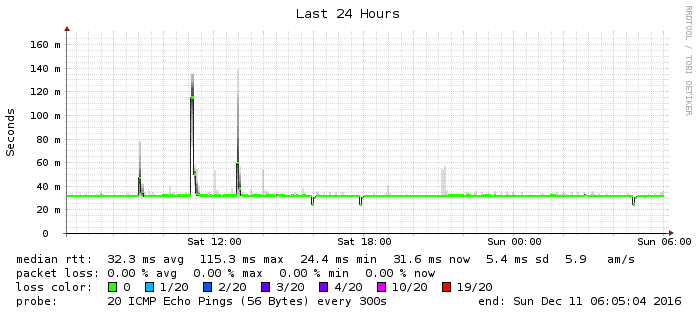 Last 24 Hours
RRDTOOL / TOBI OETIKER
Seconds
160 m
140 m
120 m
100 m
80 m
60 m
40 m
20 m
0
Sat 12:00 Sat 18:00 Sun 00:00 Sun 06:00
median rtt: 32.3 ms avg 115.3 ms max 24.4 ms min 31.6 ms now 5.4 ms sd 5.9 am/s
packet loss: 0.00 % avg 0.00 % max 0.00 % min 0.00 % now
loss color: 0 1/20 2/20 3/20 4/20 10/20 19/20
probe: 20 ICMP Echo Pings (56 Bytes) every 300s end: Sun Dec 11 06:05:04 2016